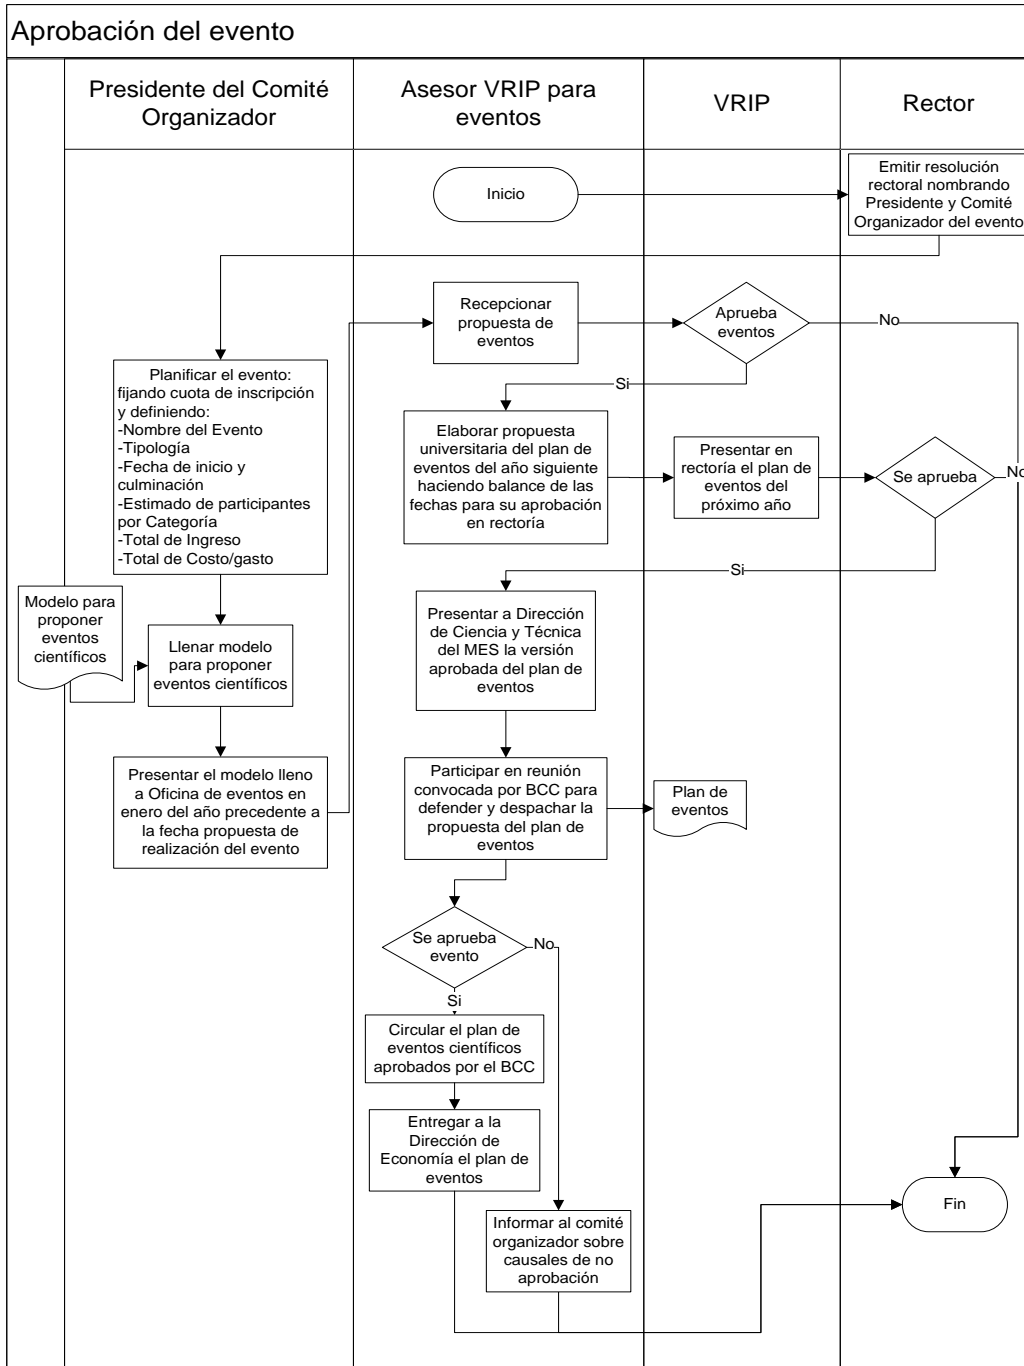 Aprobación del evento
Presidente del Comité
Organizador
Asesor VRIP para
eventos
VRIP
Rector
Inicio
Emitir resolución
rectoral nombrando
Presidente y Comité
Organizador del evento
Recepcionar
propuesta de
eventos
Aprueba
eventos
No
Si
Planificar el evento:
fijando cuota de inscripción
y definiendo:
-Nombre del Evento
-Tipología
-Fecha de inicio y
culminación
-Estimado de participantes
por Categoría
-Total de Ingreso
-Total de Costo/gasto
Elaborar propuesta
universitaria del plan de
eventos del año siguiente
haciendo balance de las
fechas para su aprobación
en rectoría
Presentar en
rectoría el plan de
eventos del
próximo año
Se aprueba
No
Si
Modelo para
proponer
eventos
científicos
Llenar modelo
para proponer
eventos científicos
Presentar a Dirección
de Ciencia y Técnica
del MES la versión
aprobada del plan de
eventos
Presentar el modelo lleno
a Oficina de eventos en
enero del año precedente a
la fecha propuesta de
realización del evento
Participar en reunión
convocada por BCC para
defender y despachar la
propuesta del plan de
eventos
Plan de
eventos
Se aprueba
evento
No
Si
Circular el plan de
eventos científicos
aprobados por el BCC
Entregar a la
Dirección de
Economía el plan de
eventos
Informar al comité
organizador sobre
causales de no
aprobación
Fin